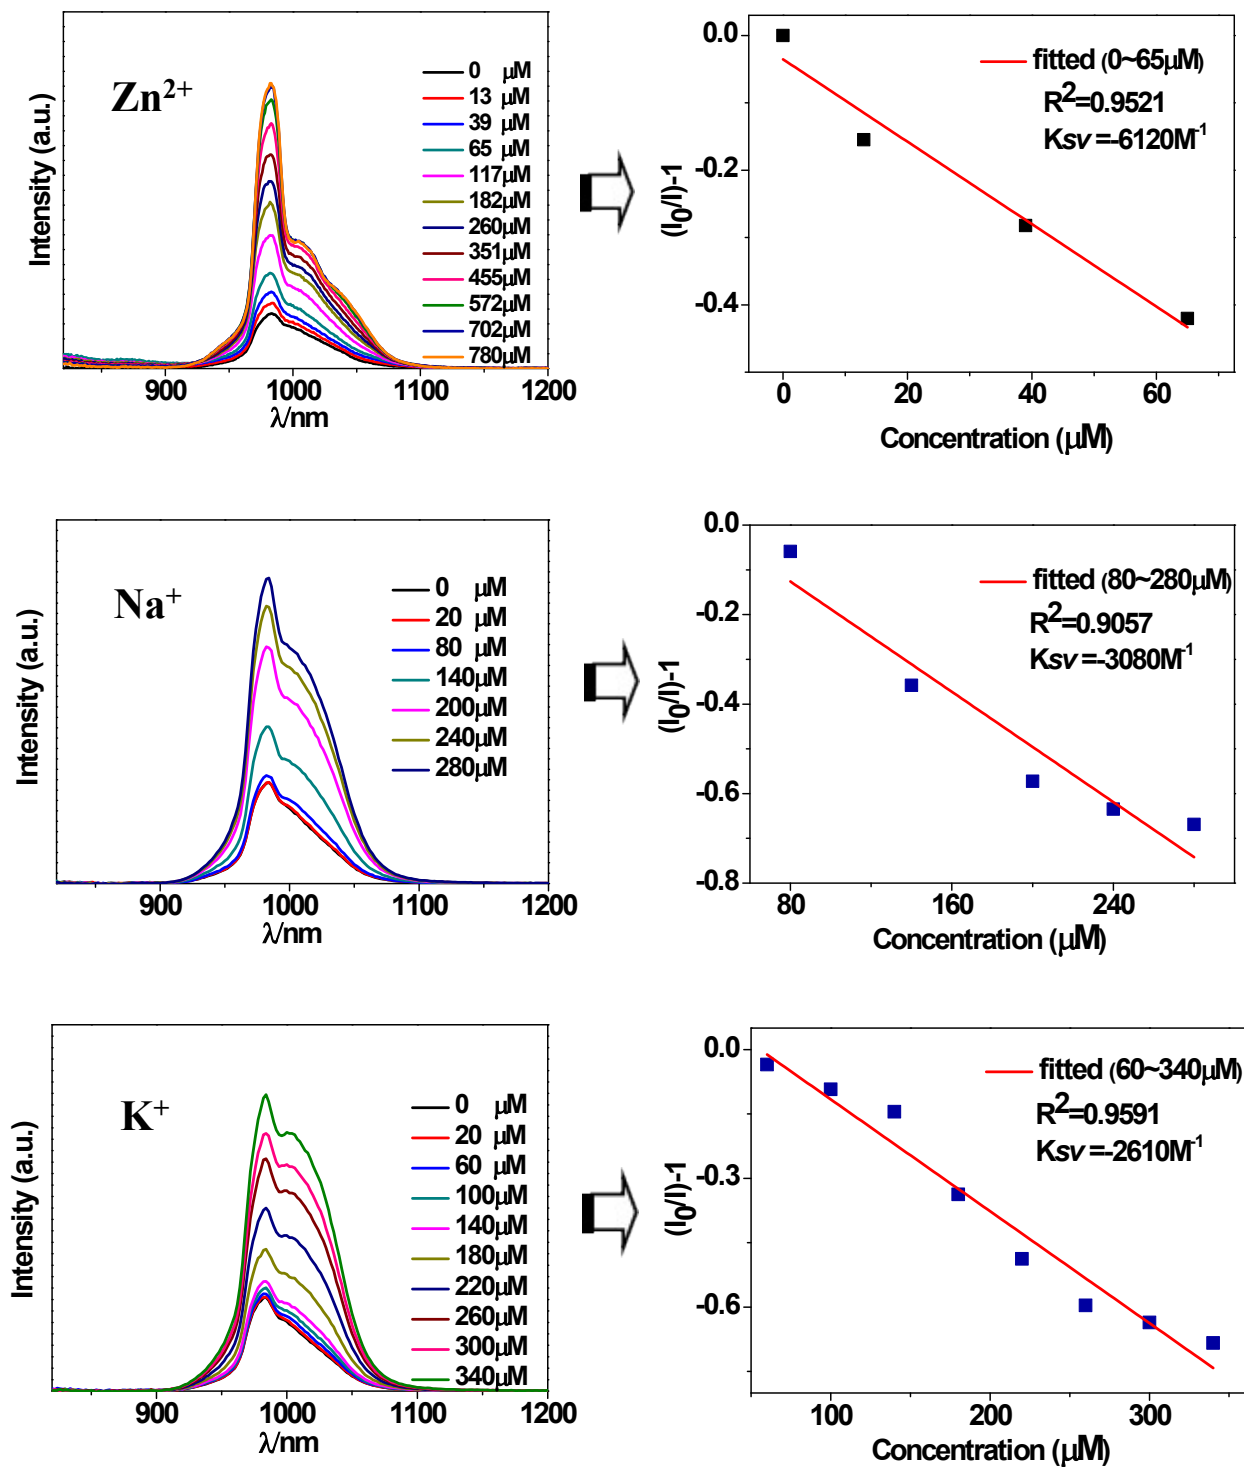 Zn2+
Intensity (a.u.)
0 μM
13 μM
39 μM
65 μM
117μM
182μM
260μM
351μM
455μM
572μM
702μM
780μM
900 1000 1100 1200
λ/nm
(I0/I)-1
0.0
-0.2
-0.4
fitted (0~65μM)
R2=0.9521
Ksv=-6120M-1
0 20 40 60
Concentration (μM)
Na+
Intensity (a.u.)
0 μM
20 μM
80 μM
140μM
200μM
240μM
280μM
900 1000 1100 1200
λ/nm
(I0/I)-1
0.0
-0.2
-0.4
-0.6
-0.8
fitted (80~280μM)
R2=0.9057
Ksv=-3080M-1
80 160 240
Concentration (μM)
K+
Intensity (a.u.)
0 μM
20 μM
60 μM
100μM
140μM
180μM
220μM
260μM
300μM
340μM
900 1000 1100 1200
λ/nm
(I0/I)-1
0.0
-0.3
-0.6
fitted (60~340μM)
R2=0.9591
Ksv=-2610M-1
100 200 300
Concentration (μM)